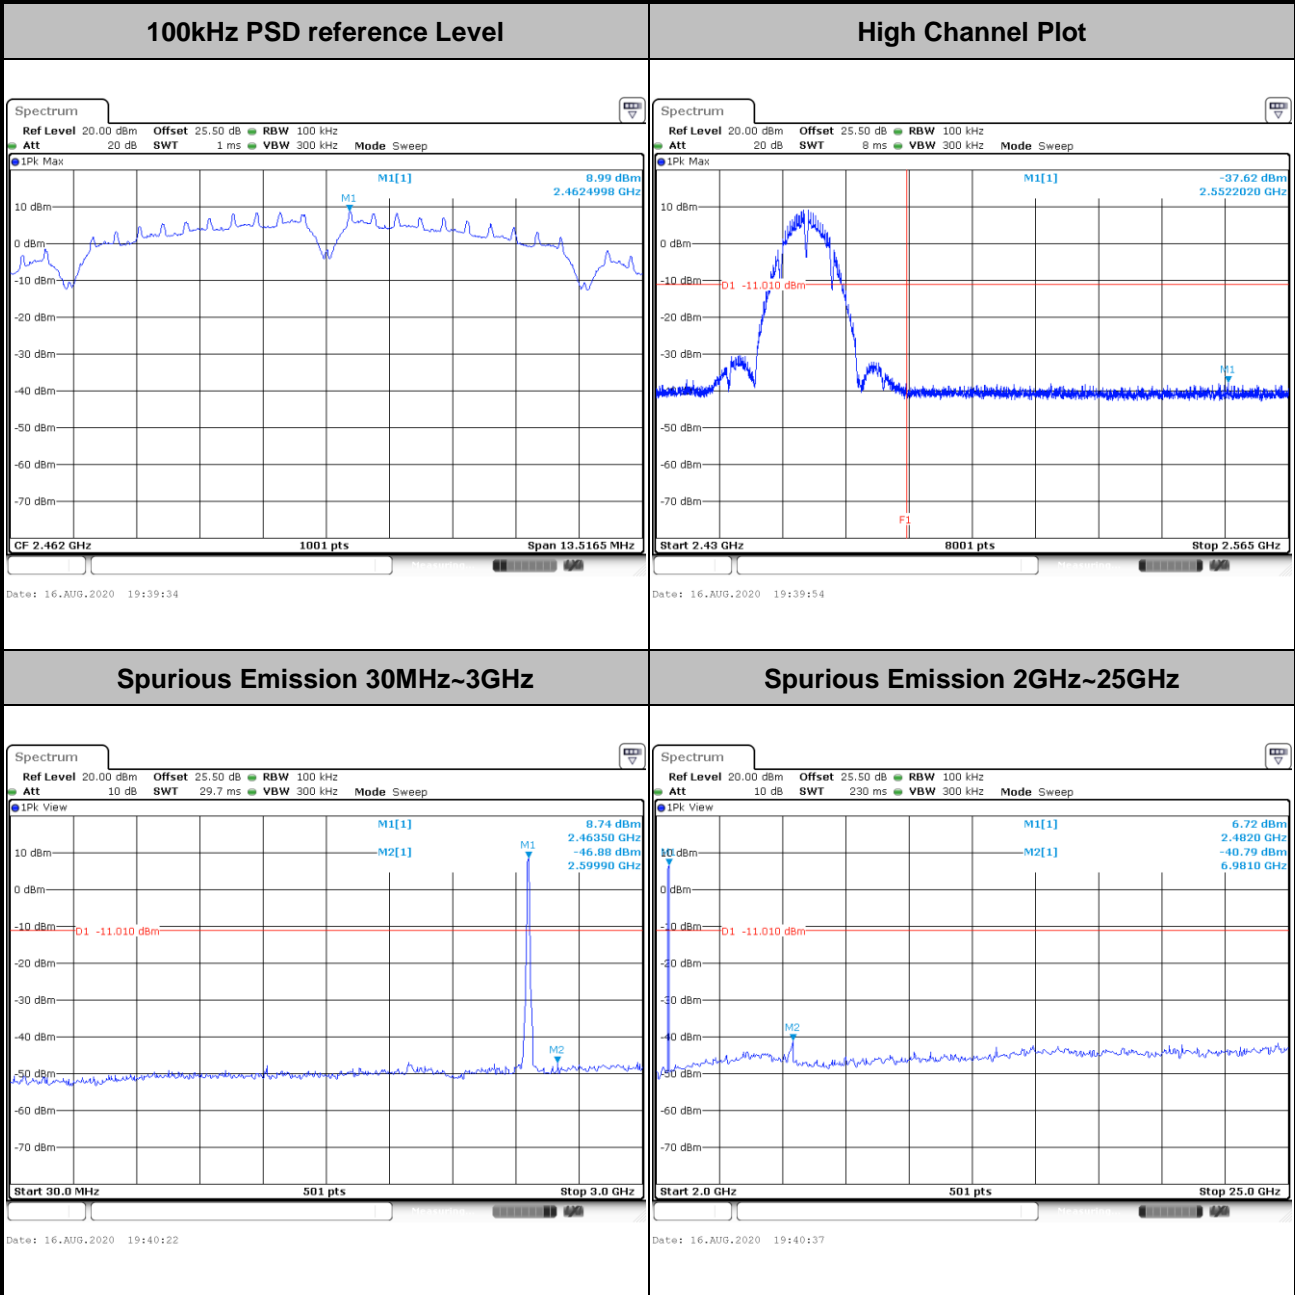 100kHz PSD reference Level
High Channel Plot
Spectrum
Ref Level 20.00 dBm Offset 25.50 dB RBW 100 kHz
Att 20 dB SWT 1 ms VBW 300 kHz Mode Sweep
1Pk Max
M1[1] 8.99 dBm
2.4624998 GHz
M1
10 dBm
0 dBm
-10 dBm
-20 dBm
-30 dBm
-40 dBm
-50 dBm
-60 dBm
-70 dBm
CF 2.462 GHz 1001 pts Span 13.5165 MHz
Measuring...
Date: 16.AUG.2020 19:39:34
Spectrum
Ref Level 20.00 dBm Offset 25.50 dB RBW 100 kHz
Att 20 dB SWT 8 ms VBW 300 kHz Mode Sweep
1Pk Max
M1[1] -37.62 dBm
2.5522020 GHz
10 dBm
0 dBm
-10 dBm
D1 -11.010 dBm
-20 dBm
-30 dBm
M1
-40 dBm
-50 dBm
-60 dBm
-70 dBm
F1
Start 2.43 GHz 8001 pts Stop 2.565 GHz
Measuring...
Date: 16.AUG.2020 19:39:54
Spurious Emission 30MHz~3GHz
Spurious Emission 2GHz~25GHz
Spectrum
Ref Level 20.00 dBm Offset 25.50 dB RBW 100 kHz
Att 10 dB SWT 29.7 ms VBW 300 kHz Mode Sweep
1Pk View
M1[1] 8.74 dBm
2.46350 GHz
M2[1] -46.88 dBm
2.59990 GHz
M1
10 dBm
0 dBm
-10 dBm
D1 -11.010 dBm
-20 dBm
-30 dBm
-40 dBm
M2
-50 dBm
-60 dBm
-70 dBm
Start 30.0 MHz 501 pts Stop 3.0 GHz
Measuring...
Date: 16.AUG.2020 19:40:22
Spectrum
Ref Level 20.00 dBm Offset 25.50 dB RBW 100 kHz
Att 10 dB SWT 230 ms VBW 300 kHz Mode Sweep
1Pk View
M1[1] 6.72 dBm
2.4820 GHz
M2[1] -40.79 dBm
6.9810 GHz
M1
10 dBm
0 dBm
-10 dBm
D1 -11.010 dBm
-20 dBm
-30 dBm
M2
-40 dBm
-50 dBm
-60 dBm
-70 dBm
Start 2.0 GHz 501 pts Stop 25.0 GHz
Measuring...
Date: 16.AUG.2020 19:40:37